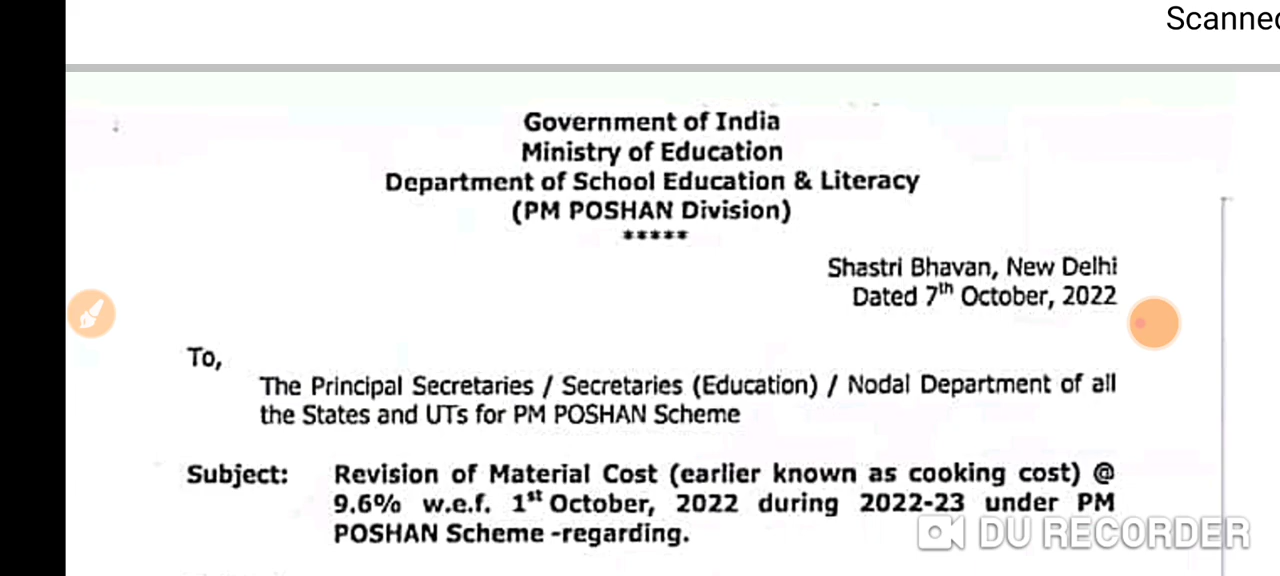 Government of India
Ministry of Education
Department of School Education & Literacy
(PM POSHAN Division)
*****
Shastri Bhavan, New Delhi
Dated 7th October, 2022
To,
The Principal Secretaries / Secretaries (Education) / Nodal Department of all
the States and UTs for PM POSHAN Scheme
Subject: Revision of Material Cost (earlier known as cooking cost) @
9.6% w.e.f. 1st October, 2022 during 2022-23 under PM
POSHAN Scheme -regarding.
DU RECORDER